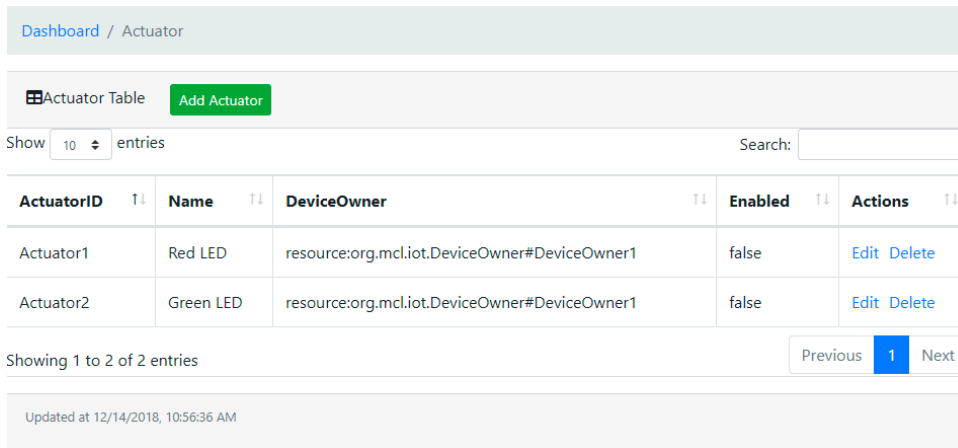 Dashboard / Actuator
Actuator Table Add Actuator
Show 10 entries Search:
ActuatorID Name DeviceOwner Enabled Actions
Actuator1 Red LED resource:org.mcl.iot.DeviceOwner#DeviceOwner1 false Edit Delete
Actuator2 Green LED resource:org.mcl.iot.DeviceOwner#DeviceOwner1 false Edit Delete
Showing 1 to 2 of 2 entries Previous 1 Next
Updated at 12/14/2018, 10:56:36 AM